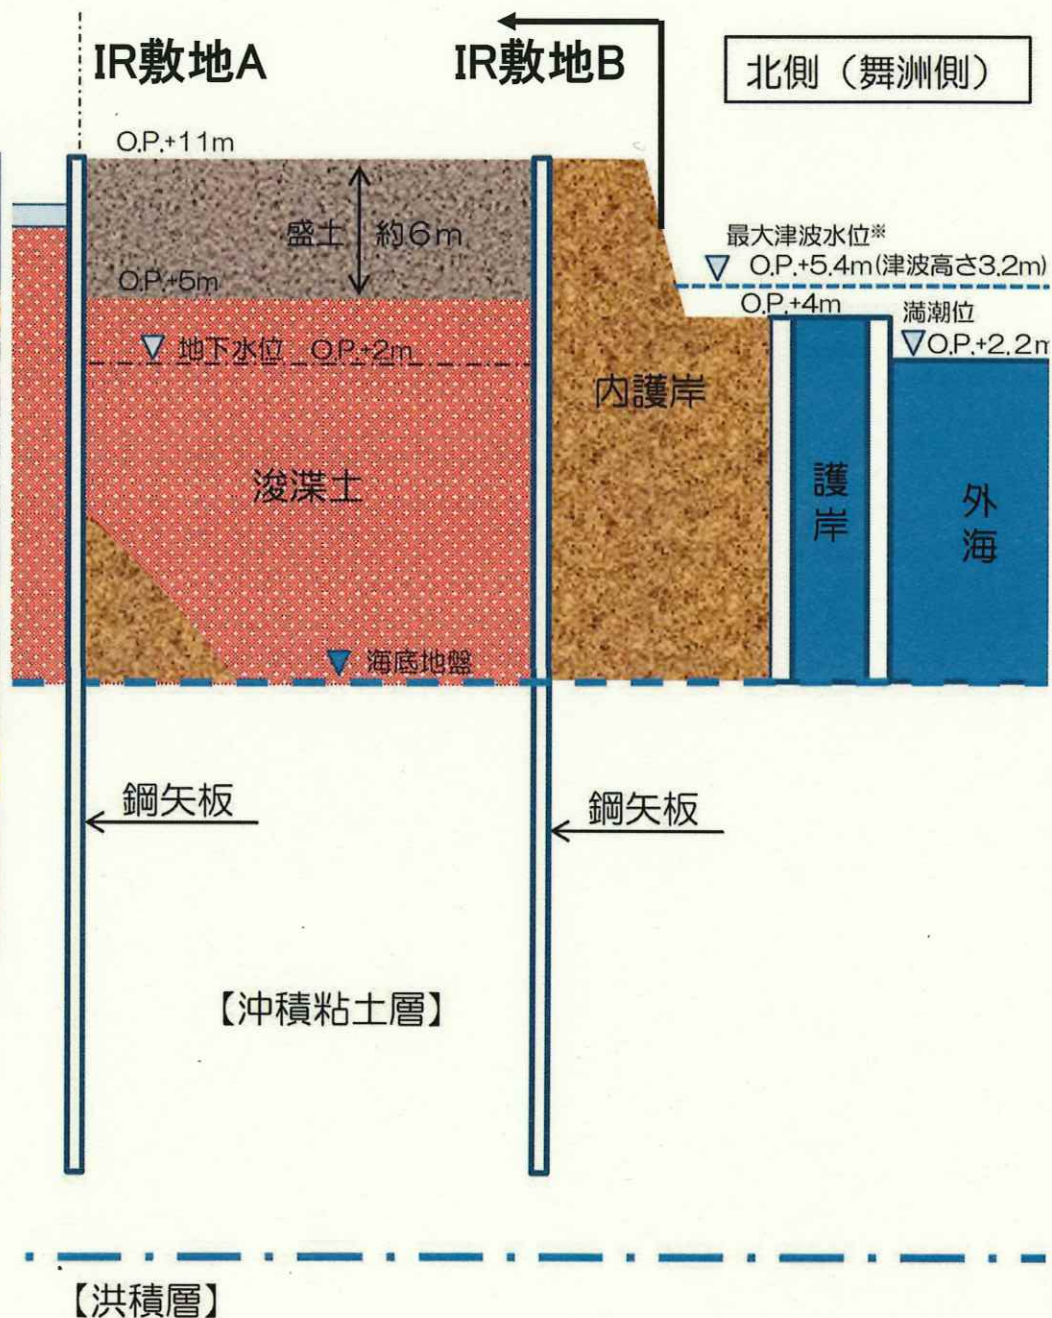 IR敷地A
IR敷地B
北側（舞洲側）
O.P.+11m
盛土 約6m
最大津波水位※
O.P.+5.4m(津波高さ3.2m)
O.P.+5m
O.P.+4m
満潮位
O.P.+2.2m
地下水位 O.P.+2m
内護岸
浚渫土
護岸
外海
海底地盤
鋼矢板
鋼矢板
【沖積粘土層】
【洪積層】